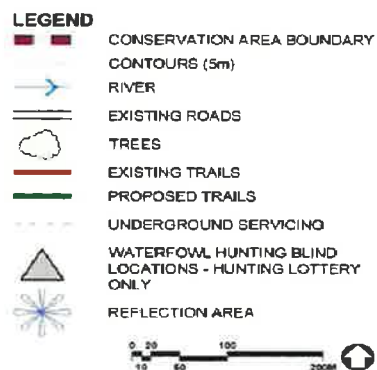 LEGEND
CONSERVATION AREA BOUNDARY
CONTOURS (5m)
RIVER
EXISTING ROADS
TREES
EXISTING TRAILS
PROPOSED TRAILS
UNDERGROUND SERVICING
WATERFOWL HUNTING BLIND
LOCATIONS - HUNTING LOTTERY
ONLY
REFLECTION AREA
0 20 100
10 50 200M